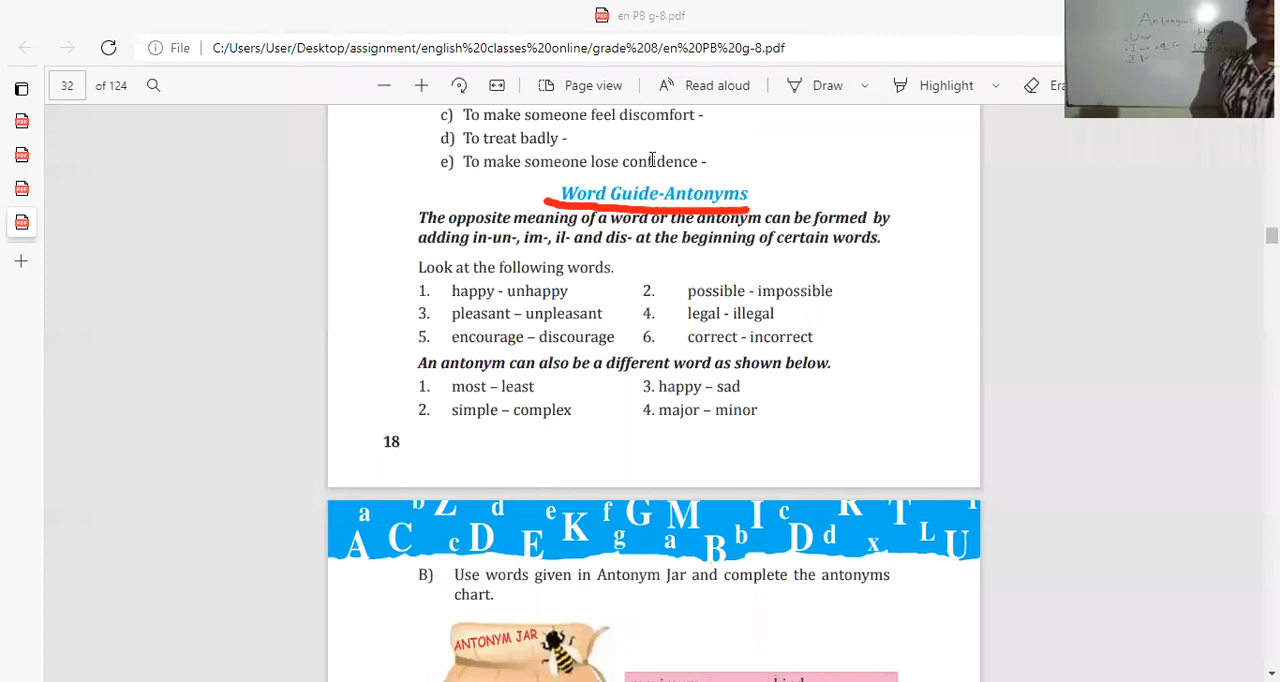 en PB g-8.pdf
File C:/Users/User/Desktop/assignment/english%20classes%20online/grade%208/en%20PB%20g-8.pdf
32 of 124 Page view Read aloud Draw Highlight
Antonyms
c) To make someone feel discomfort -
d) To treat badly -
e) To make someone lose confidence -
Word Guide-Antonyms
The opposite meaning of a word or the antonym can be formed by
adding in-un-, im-, il- and dis- at the beginning of certain words.
Look at the following words.
1. happy - unhappy 2. possible - impossible
3. pleasant – unpleasant 4. legal - illegal
5. encourage – discourage 6. correct - incorrect
An antonym can also be a different word as shown below.
1. most – least 3. happy – sad
2. simple – complex 4. major – minor
18
a b Z d e K f G M I c R T
A C c D E g a B b D d x L U
B) Use words given in Antonym Jar and complete the antonyms
chart.
ANTONYM JAR